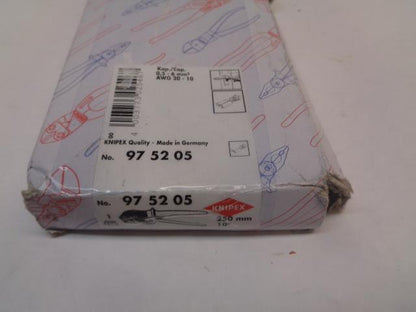 Kap./Cap.
0,5 - 6 mm²
AWG 20 - 10
KNIPEX Quality - Made in Germany
No. 97 52 05
No. 97 52 05
KNIPEX
250 mm
10"
1